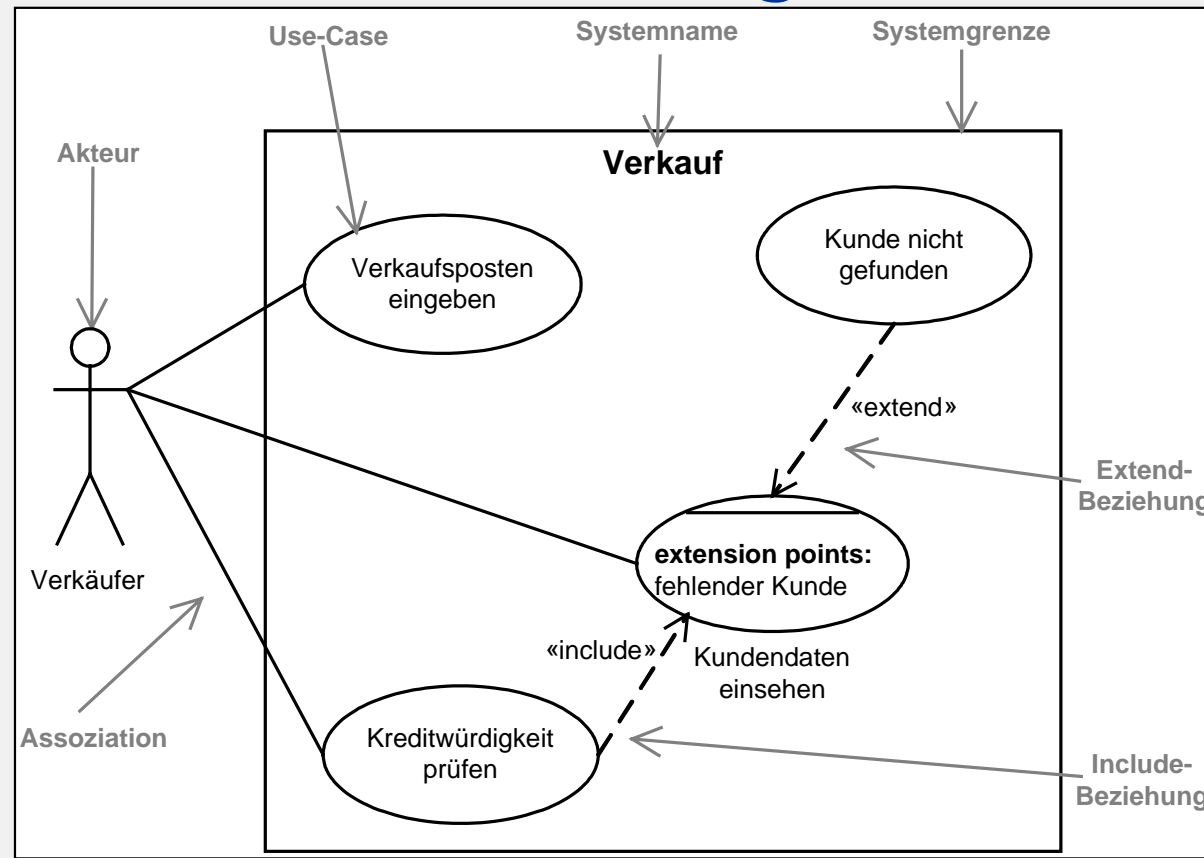 Use-Case
Systemname
Systemgrenze
Akteur
Verkauf
Verkaufsposten
eingeben
Kunde nicht
gefunden
«extend»
Extend-
Beziehung
extension points:
fehlender Kunde
Verkäufer
«include»
Kundendaten
einsehen
Assoziation
Kreditwürdigkeit
prüfen
Include-
Beziehung